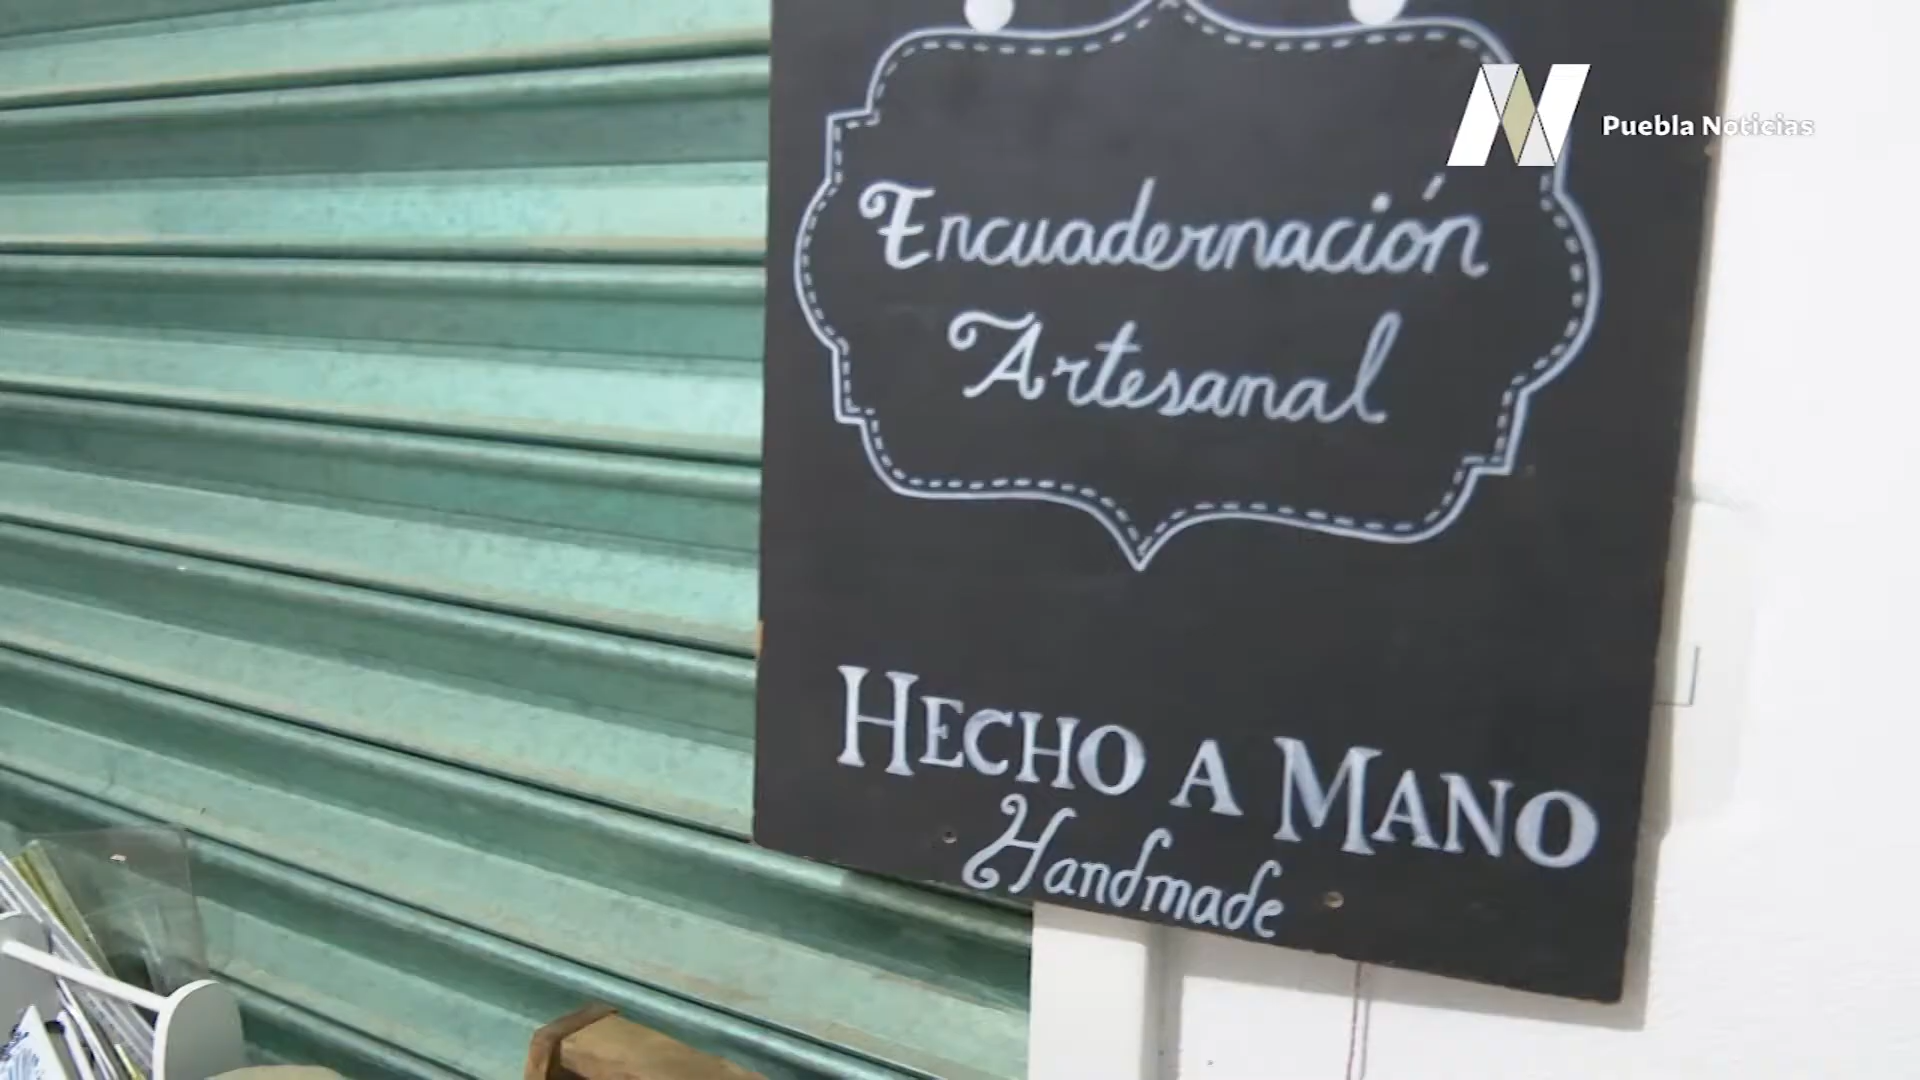 Puebla Noticias
Encuadernación
Artesanal
HECHO A MANO
Handmade